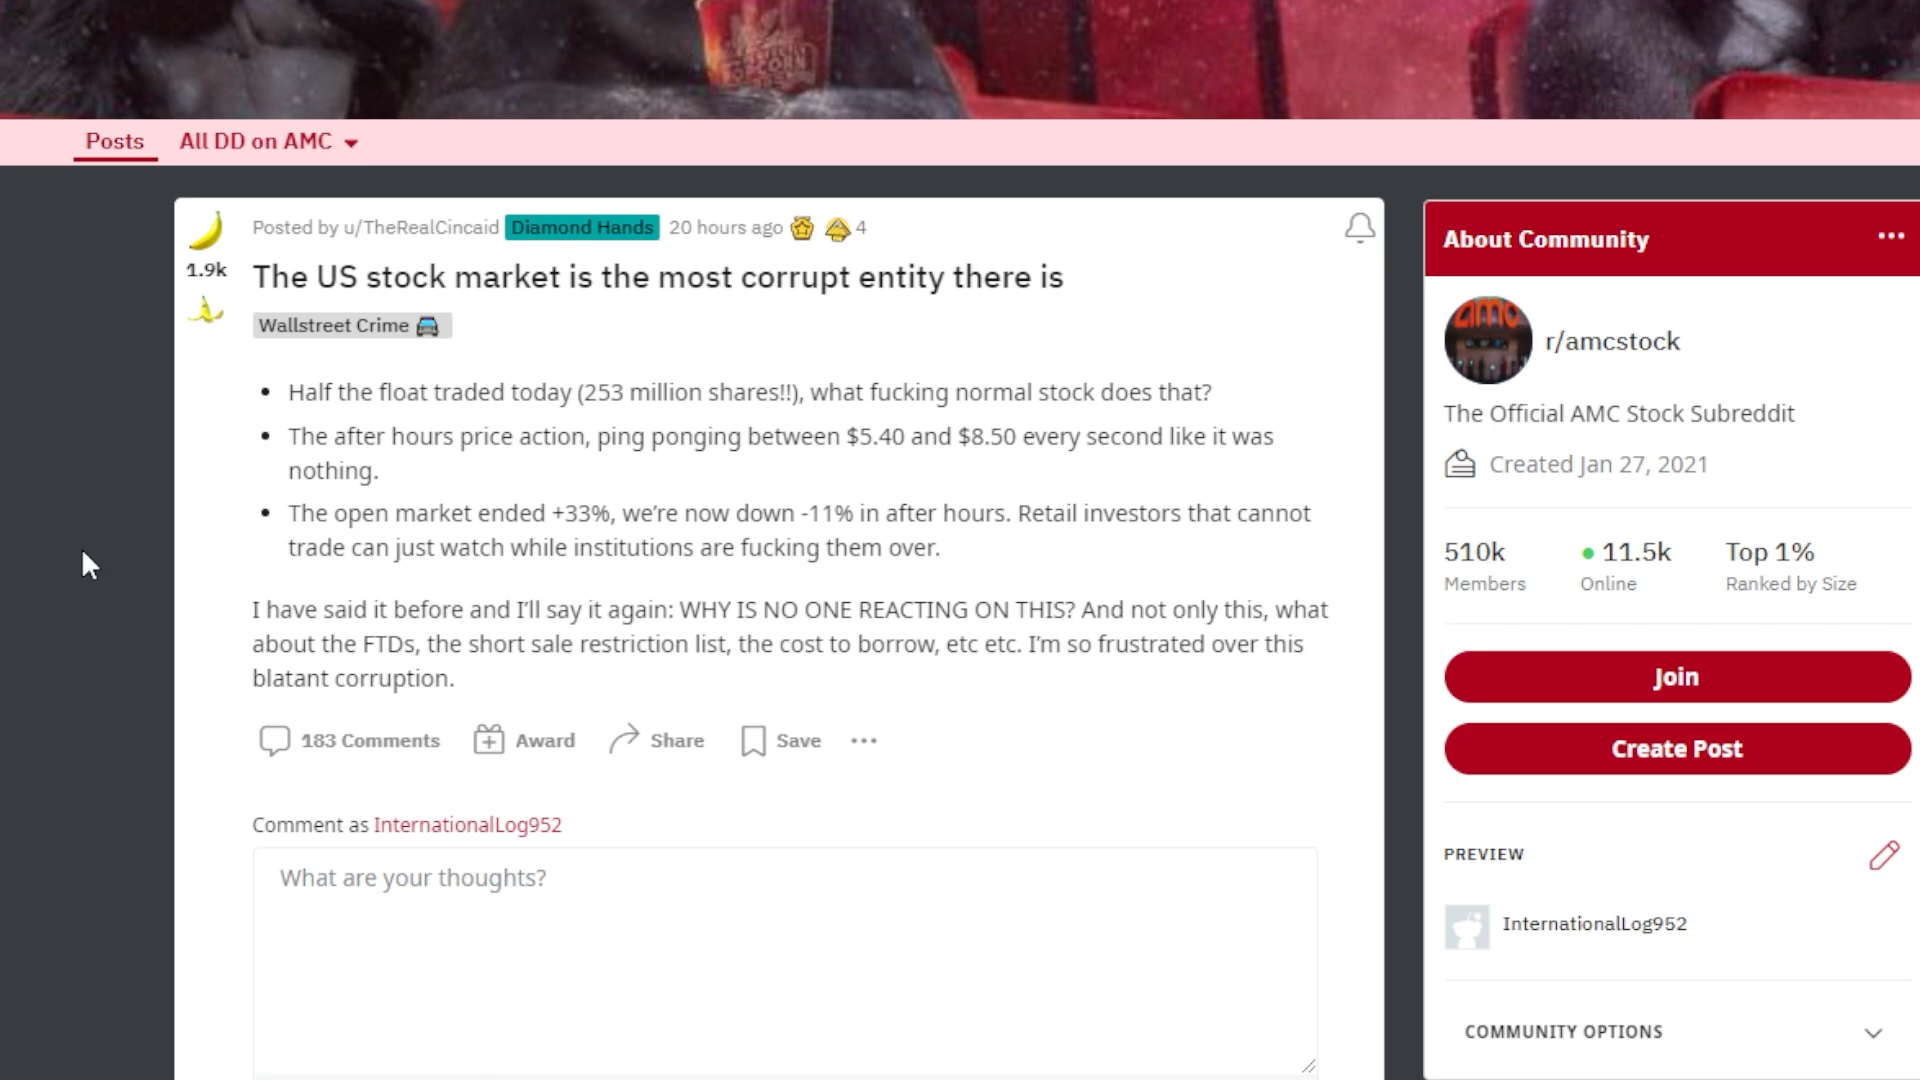 Posts All DD on AMC
Posted by u/TheRealCincaid Diamond Hands 20 hours ago 4
1.9k
The US stock market is the most corrupt entity there is
Wallstreet Crime 🚔
• Half the float traded today (253 million shares!!), what fucking normal stock does that?
• The after hours price action, ping ponging between $5.40 and $8.50 every second like it was
nothing.
• The open market ended +33%, we're now down -11% in after hours. Retail investors that cannot
trade can just watch while institutions are fucking them over.
I have said it before and I'll say it again: WHY IS NO ONE REACTING ON THIS? And not only this, what
about the FTDs, the short sale restriction list, the cost to borrow, etc etc. I'm so frustrated over this
blatant corruption.
183 Comments Award Share Save
Comment as InternationalLog952
What are your thoughts?
About Community
amc
r/amcstock
The Official AMC Stock Subreddit
Created Jan 27, 2021
510k 11.5k Top 1%
Members Online Ranked by Size
Join
Create Post
PREVIEW
InternationalLog952
COMMUNITY OPTIONS